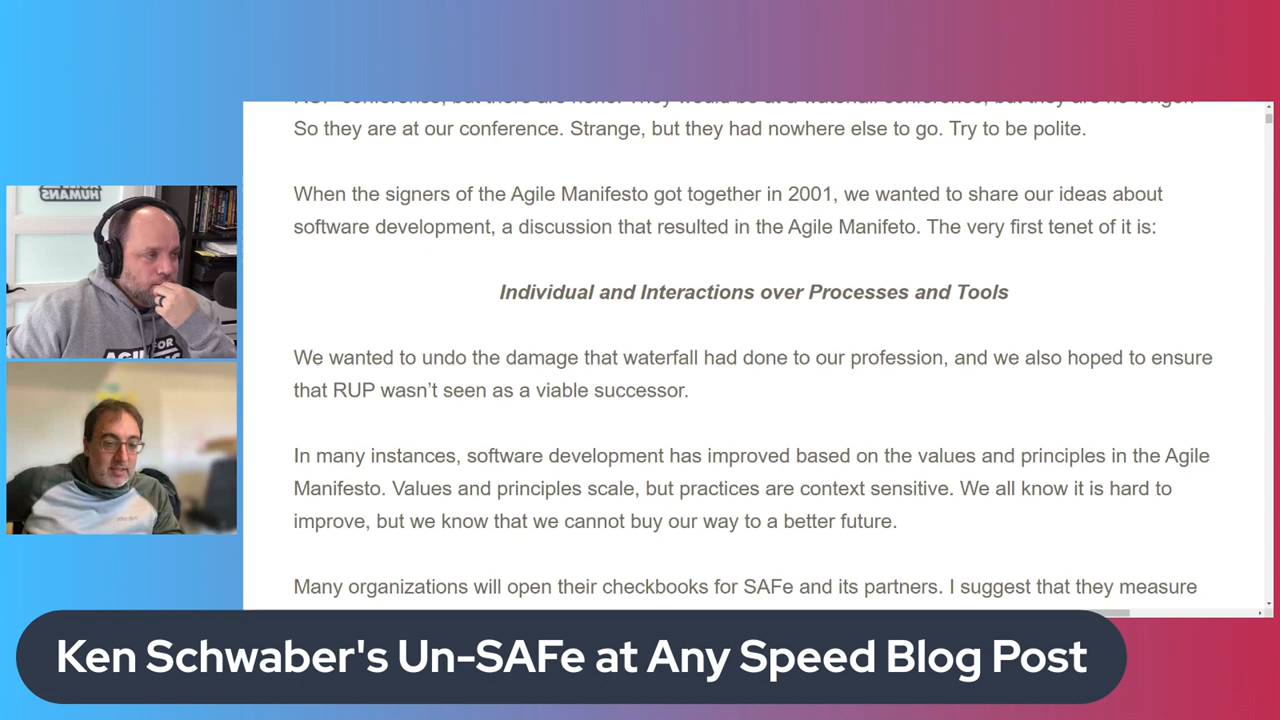 So they are at our conference. Strange, but they had nowhere else to go. Try to be polite.
When the signers of the Agile Manifesto got together in 2001, we wanted to share our ideas about
software development, a discussion that resulted in the Agile Manifeto. The very first tenet of it is:
Individual and Interactions over Processes and Tools
We wanted to undo the damage that waterfall had done to our profession, and we also hoped to ensure
that RUP wasn’t seen as a viable successor.
In many instances, software development has improved based on the values and principles in the Agile
Manifesto. Values and principles scale, but practices are context sensitive. We all know it is hard to
improve, but we know that we cannot buy our way to a better future.
Many organizations will open their checkbooks for SAFe and its partners. I suggest that they measure
HUMANS
FOR
Ken Schwaber's Un-SAFe at Any Speed Blog Post